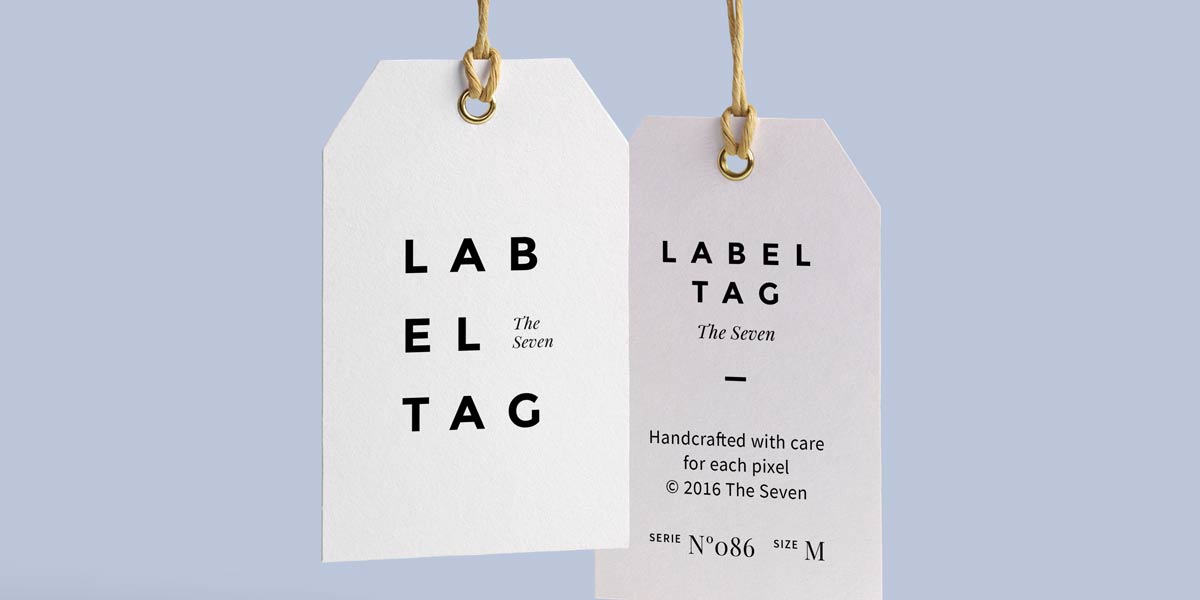 LAB
EL The Seven
TAG
LABEL
TAG
The Seven
—
Handcrafted with care
for each pixel
© 2016 The Seven
SERIE Nº086 SIZE M